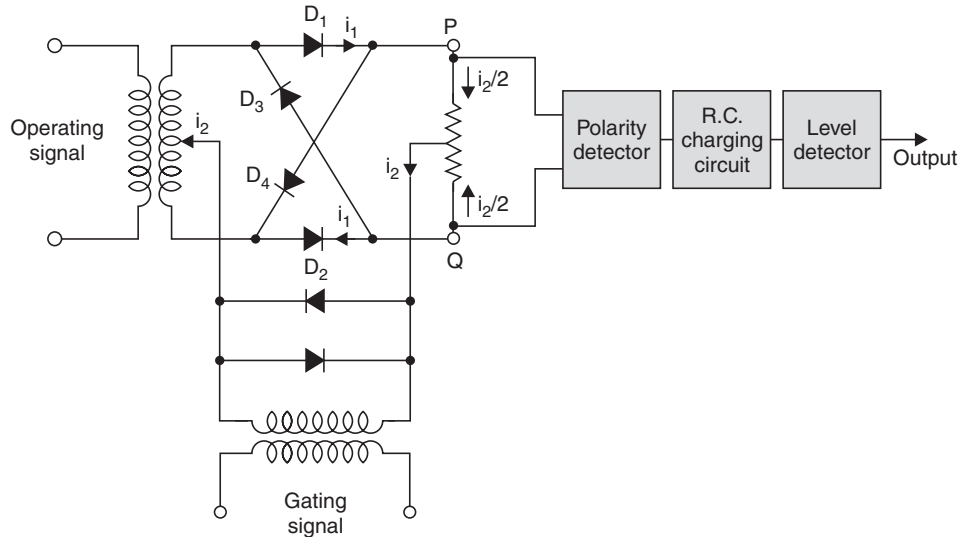 D₁
i₁
P
D₃
i₂/2
Operating
signal
i₂
D₄
i₂
i₂/2
i₁
D₂
Q
Polarity
detector
R.C.
charging
circuit
Level
detector
Output
Gating
signal